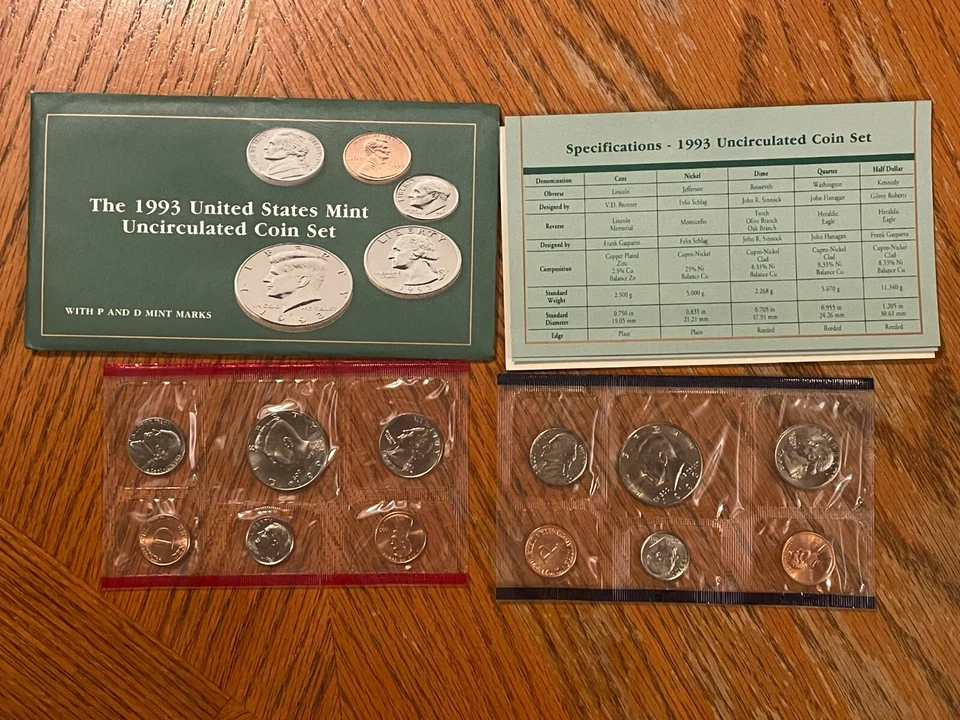 The 1993 United States Mint
Uncirculated Coin Set
WITH P AND D MINT MARKS
LIBERTY
LIBERTY
1993
Specifications - 1993 Uncirculated Coin Set
Denomination Cent Nickel Dime Quarter Half Dollar
Obverse Lincoln Jefferson Roosevelt Washington Kennedy
Designed by V.D. Brenner Felix Schlag John R. Sinnock John Flanagan Gilroy Roberts
Reverse Lincoln Memorial Monticello Torch Olive Branch Oak Branch Heraldic Eagle Heraldic Eagle
Designed by Frank Gasparro Felix Schlag John R. Sinnock John Flanagan Frank Gasparro
Composition Copper Plated Zinc 2.5% Cu Balance Zn Cupro-Nickel 25% Ni Balance Cu Cupro-Nickel Clad 8.33% Ni Balance Cu Cupro-Nickel Clad 8.33% Ni Balance Cu Cupro-Nickel Clad 8.33% Ni Balance Cu
Standard Weight 2.500 g 5.000 g 2.268 g 5.670 g 11.340 g
Standard Diameter 0.750 in 19.05 mm 0.835 in 21.21 mm 0.705 in 17.91 mm 0.955 in 24.26 mm 1.205 in 30.61 mm
Edge Plain Plain Reeded Reeded Reeded
D
P